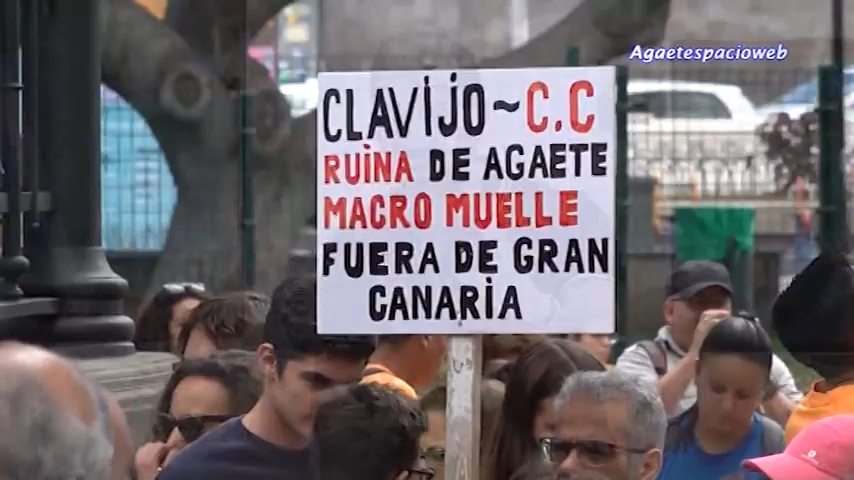 Agaetespacioweb
CLAVIJO ~ C.C
RUINA DE AGAETE
MACRO MUELLE
FUERA DE GRAN
CANARIA